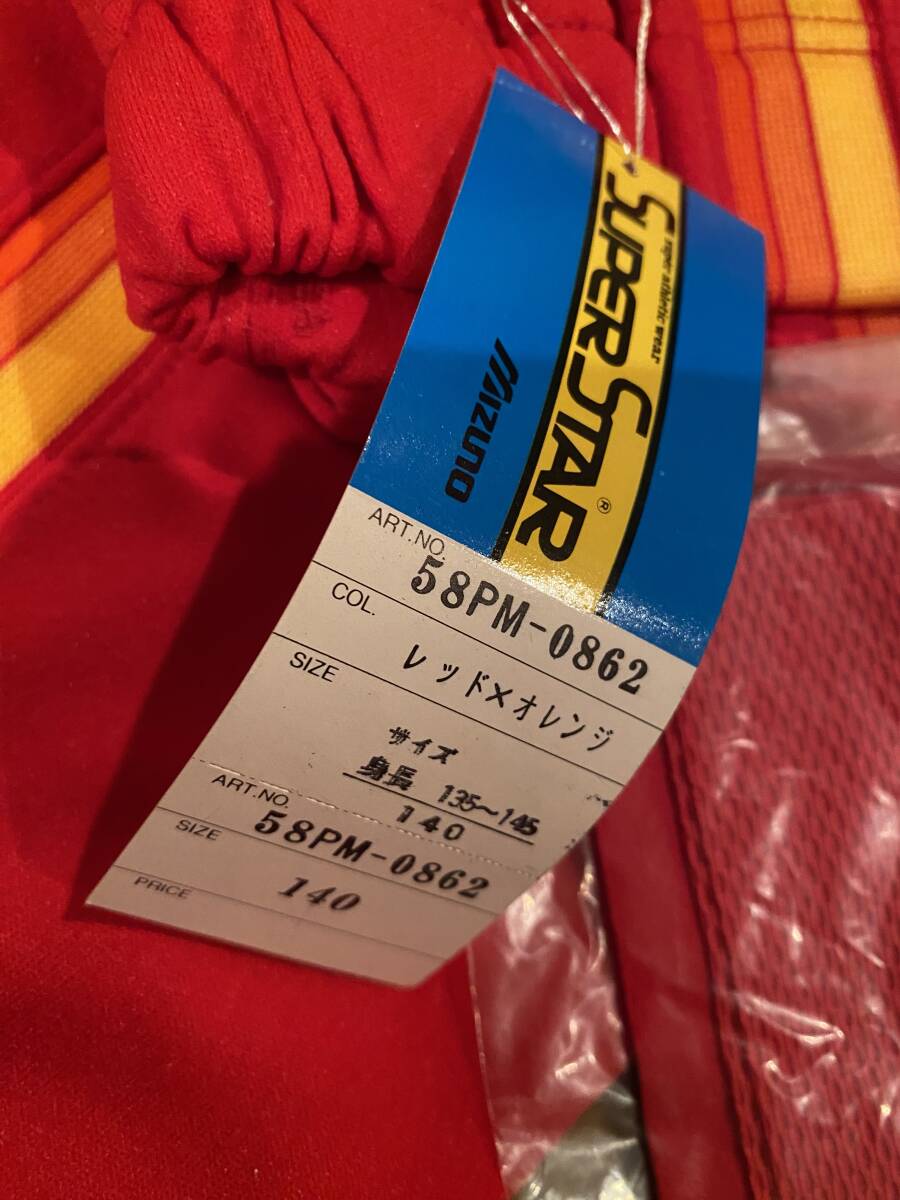 SUPER STAR®
super athletic wear
MIZUNO
ART.NO. 58PM-0862
COL. レッド×オレンジ
SIZE サイズ
身長 135〜145
140
ART.NO. 58PM-0862
SIZE 140
PRICE